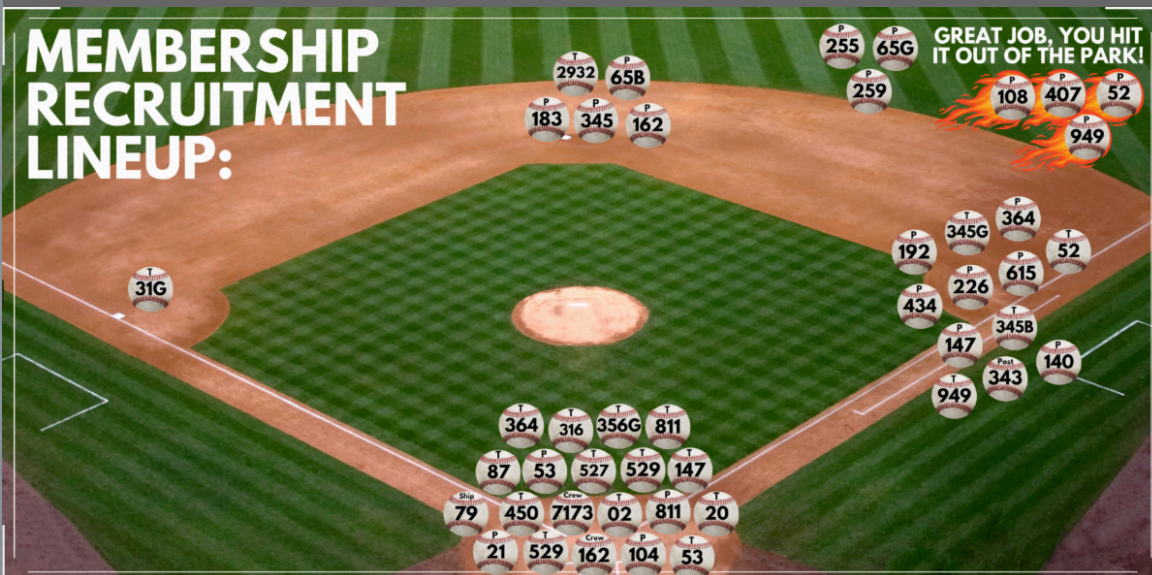 MEMBERSHIP
RECRUITMENT
LINEUP:
GREAT JOB, YOU HIT
IT OUT OF THE PARK!
P 255
P 65G
P 259
P 108
P 407
P 52
P 949
T 2932
P 65B
P 183
P 345
P 162
T 31G
P 364
T 345G
P 192
T 52
P 615
P 226
P 434
T 345B
P 147
P 140
Post 343
T 949
T 364
T 316
T 356G
T 811
T 87
P 53
T 527
T 529
T 147
Ship 79
T 450
Crew 7173
T 02
P 811
T 20
P 21
T 529
Crew 162
P 104
T 53